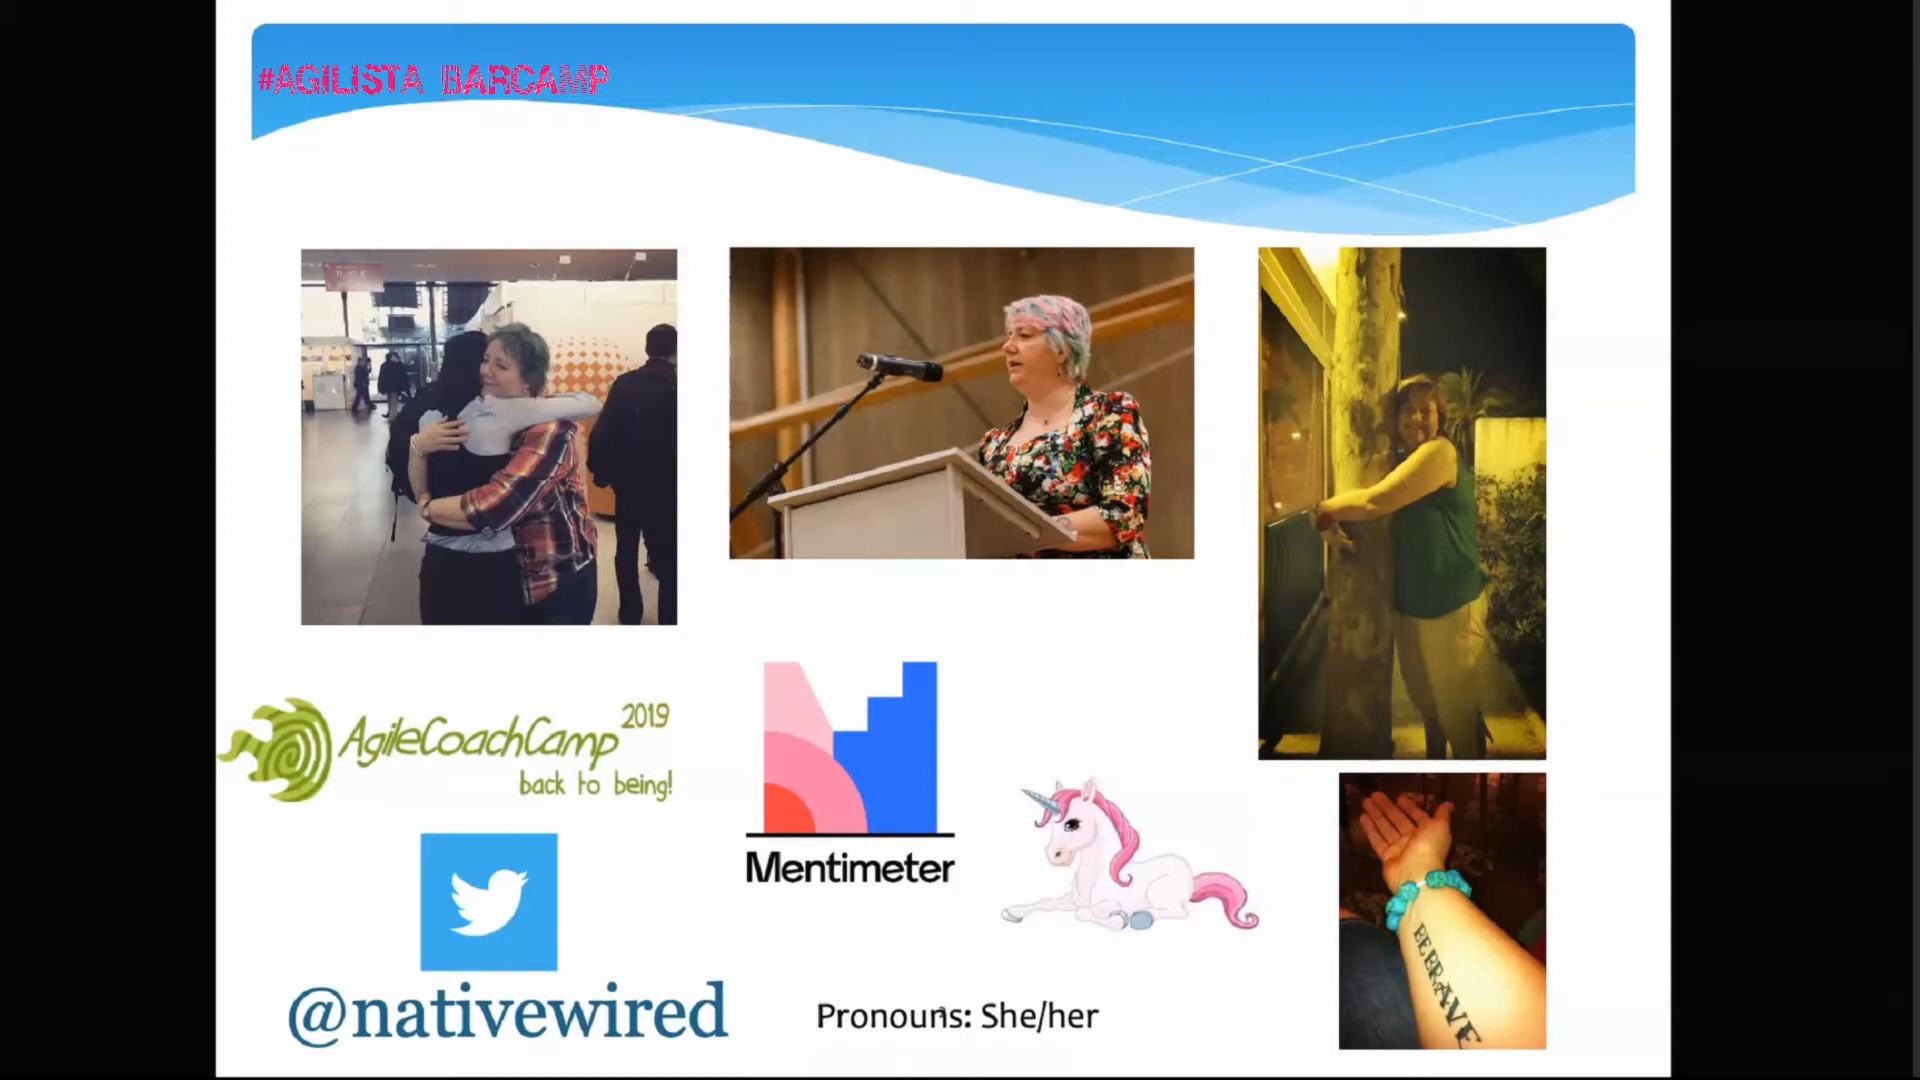 #AGILISTA BARCAMP
AgileCoachCamp 2019
back to being!
Mentimeter
BE BRAVE
@nativewired
Pronouns: She/her